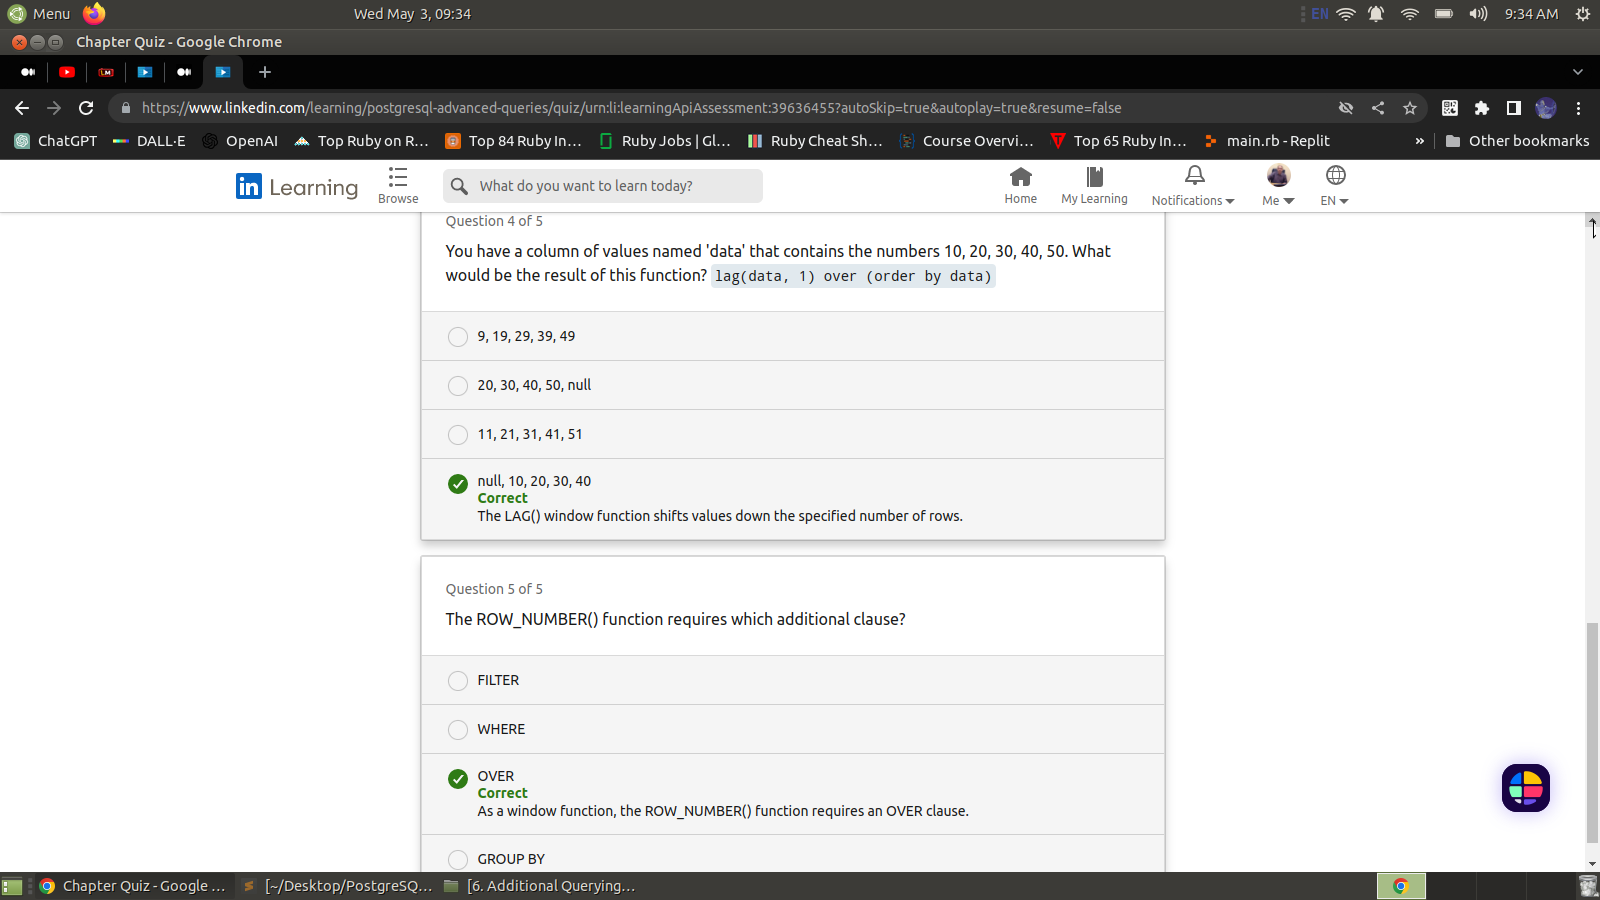 Menu
Wed May 3, 09:34
EN
9:34 AM
Chapter Quiz - Google Chrome
LM
https://www.linkedin.com/learning/postgresql-advanced-queries/quiz/urn:li:learningApiAssessment:39636455?autoSkip=true&autoplay=true&resume=false
ChatGPT
DALL·E
OpenAI
Top Ruby on R...
Top 84 Ruby In...
Ruby Jobs | Gl...
Ruby Cheat Sh...
Course Overvi...
Top 65 Ruby In...
main.rb - Replit
»
Other bookmarks
in Learning
Browse
What do you want to learn today?
Home
My Learning
Notifications
Me
EN
Question 4 of 5
You have a column of values named 'data' that contains the numbers 10, 20, 30, 40, 50. What
would be the result of this function? lag(data, 1) over (order by data)
9, 19, 29, 39, 49
20, 30, 40, 50, null
11, 21, 31, 41, 51
null, 10, 20, 30, 40
Correct
The LAG() window function shifts values down the specified number of rows.
Question 5 of 5
The ROW_NUMBER() function requires which additional clause?
FILTER
WHERE
OVER
Correct
As a window function, the ROW_NUMBER() function requires an OVER clause.
GROUP BY
Chapter Quiz - Google ...
[~/Desktop/PostgreSQ...
[6. Additional Querying...